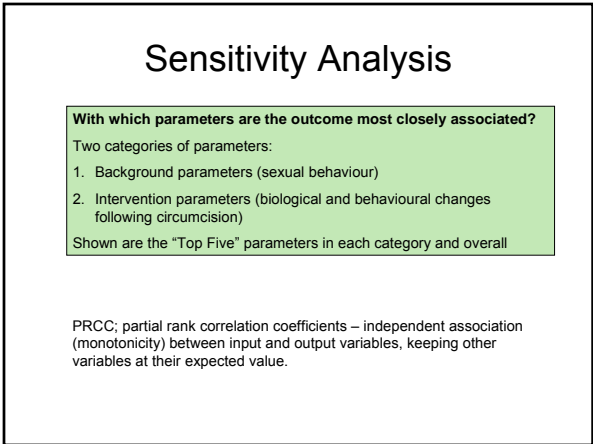 Sensitivity Analysis
With which parameters are the outcome most closely associated?
Two categories of parameters:
1. Background parameters (sexual behaviour)
2. Intervention parameters (biological and behavioural changes
following circumcision)
Shown are the “Top Five” parameters in each category and overall
PRCC; partial rank correlation coefficients – independent association
(monotonicity) between input and output variables, keeping other
variables at their expected value.